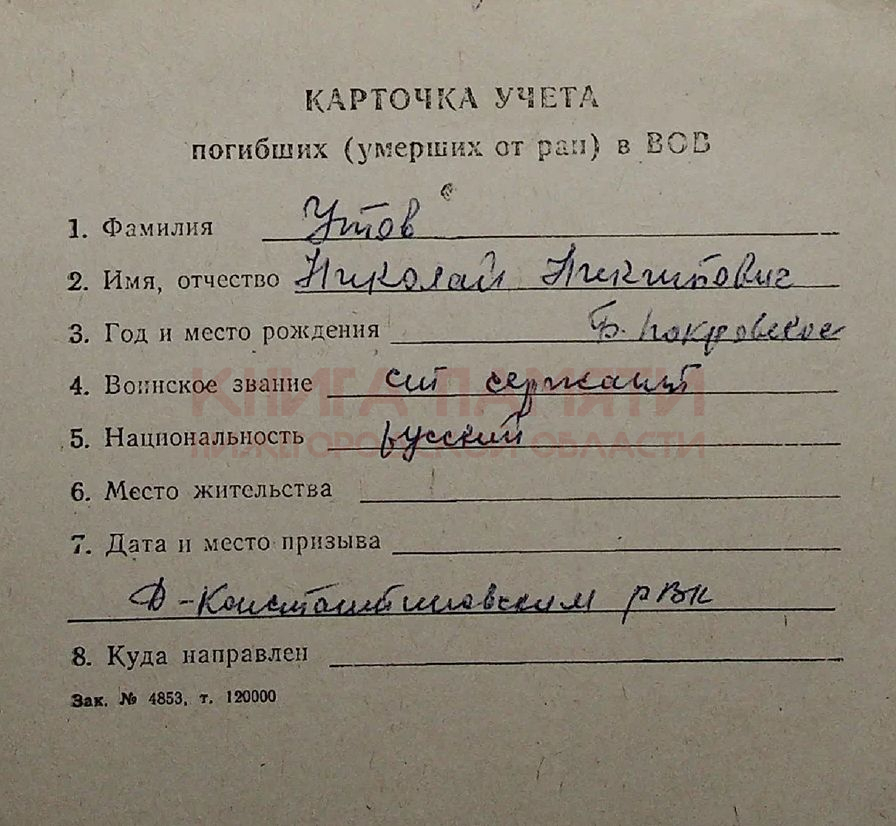 КАРТОЧКА УЧЕТА
погибших (умерших от ран) в ВОВ
1. Фамилия Утов
2. Имя, отчество Николай Никитович
3. Год и место рождения Б. Покровское
4. Воинское звание ст сержант
КНИГА ПАМЯТИ
5. Национальность русский
НИЖЕГОРОДСКОЙ ОБЛАСТИ
6. Место жительства
7. Дата и место призыва
Д-Константиновским РВК
8. Куда направлен
Зак. № 4853, т. 120000